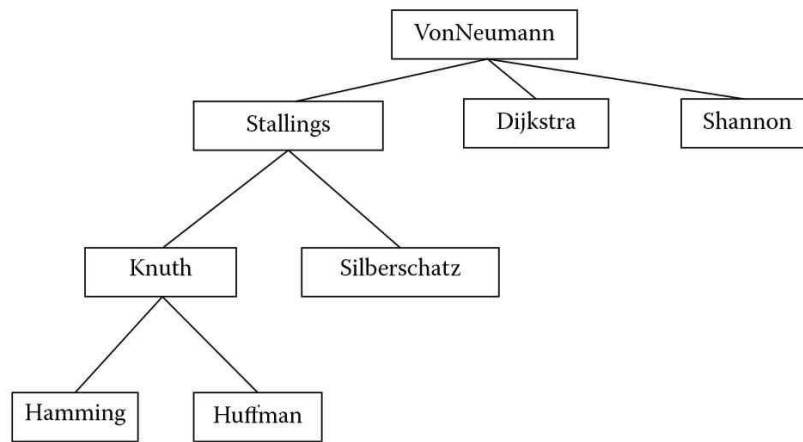 VonNeumann
Stallings
Dijkstra
Shannon
Knuth
Silberschatz
Hamming
Huffman